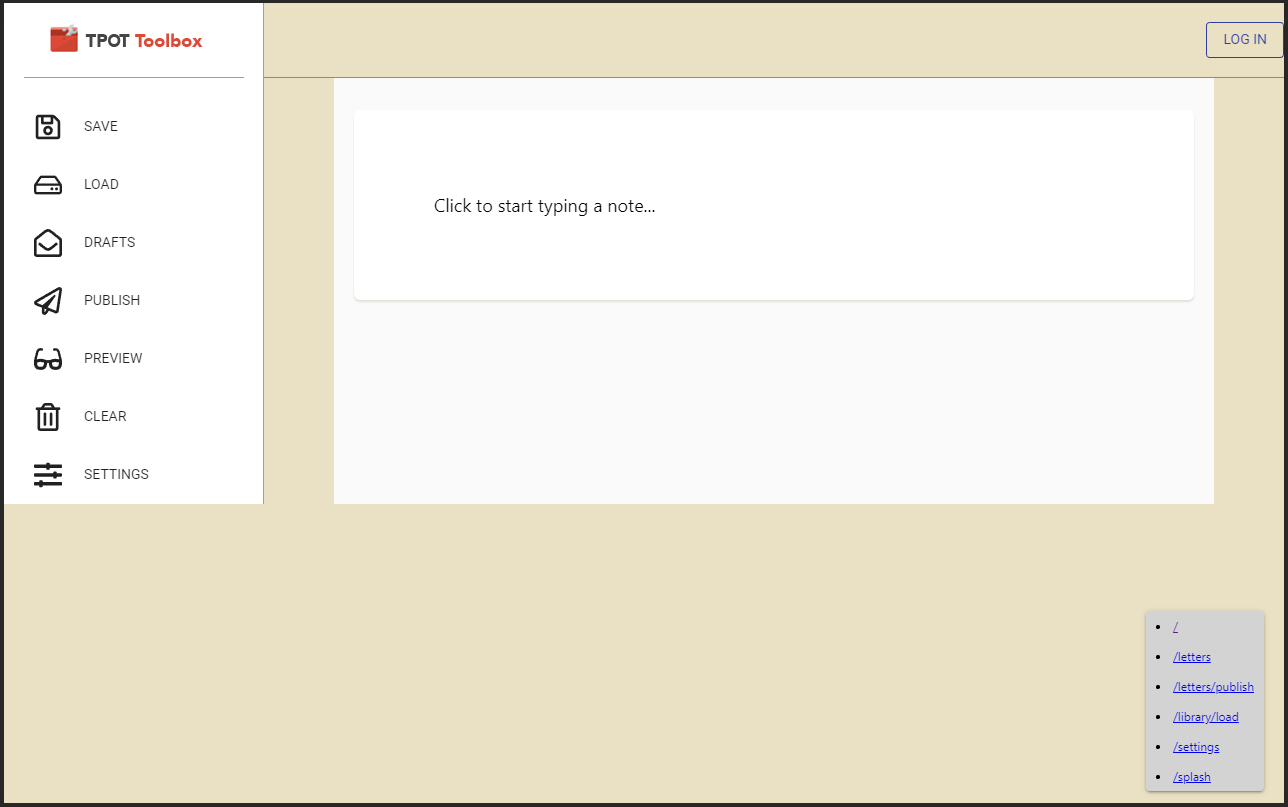 TPOT Toolbox
LOG IN
SAVE
LOAD
DRAFTS
PUBLISH
PREVIEW
CLEAR
SETTINGS
Click to start typing a note...
/
/letters
/letters/publish
/library/load
/settings
/splash